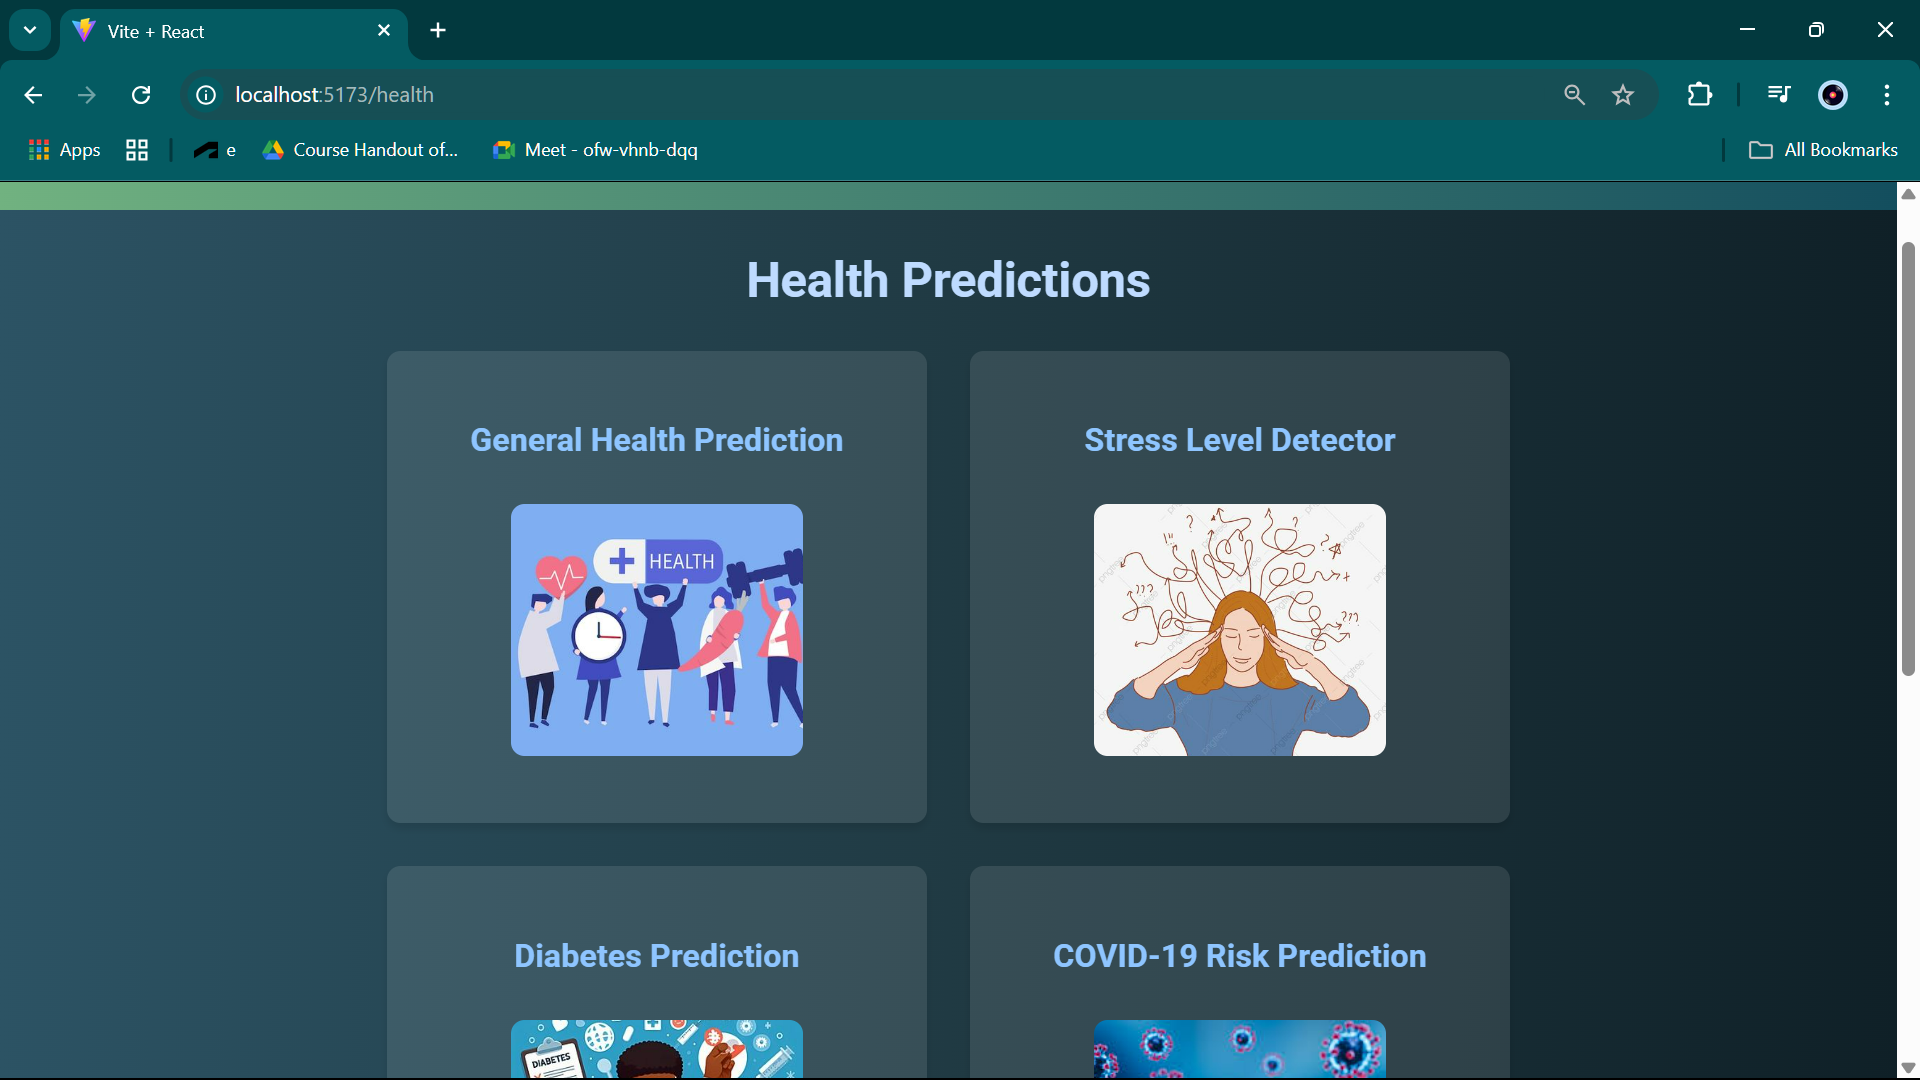 Vite + React
localhost:5173/health
Apps
e
Course Handout of...
Meet - ofw-vhnb-dqq
All Bookmarks
Health Predictions
General Health Prediction
Stress Level Detector
HEALTH
???
???
pngtree
Diabetes Prediction
COVID-19 Risk Prediction
DIABETES